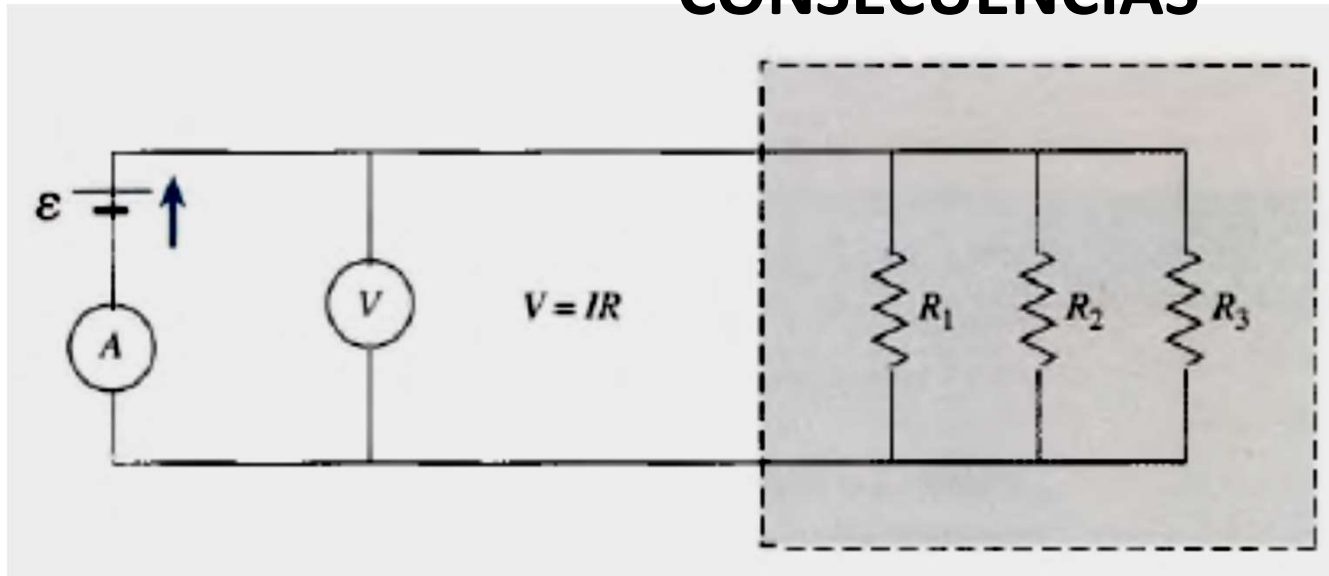 CONSECUENCIAS
ε
A
V
V = IR
R₁
R₂
R₃